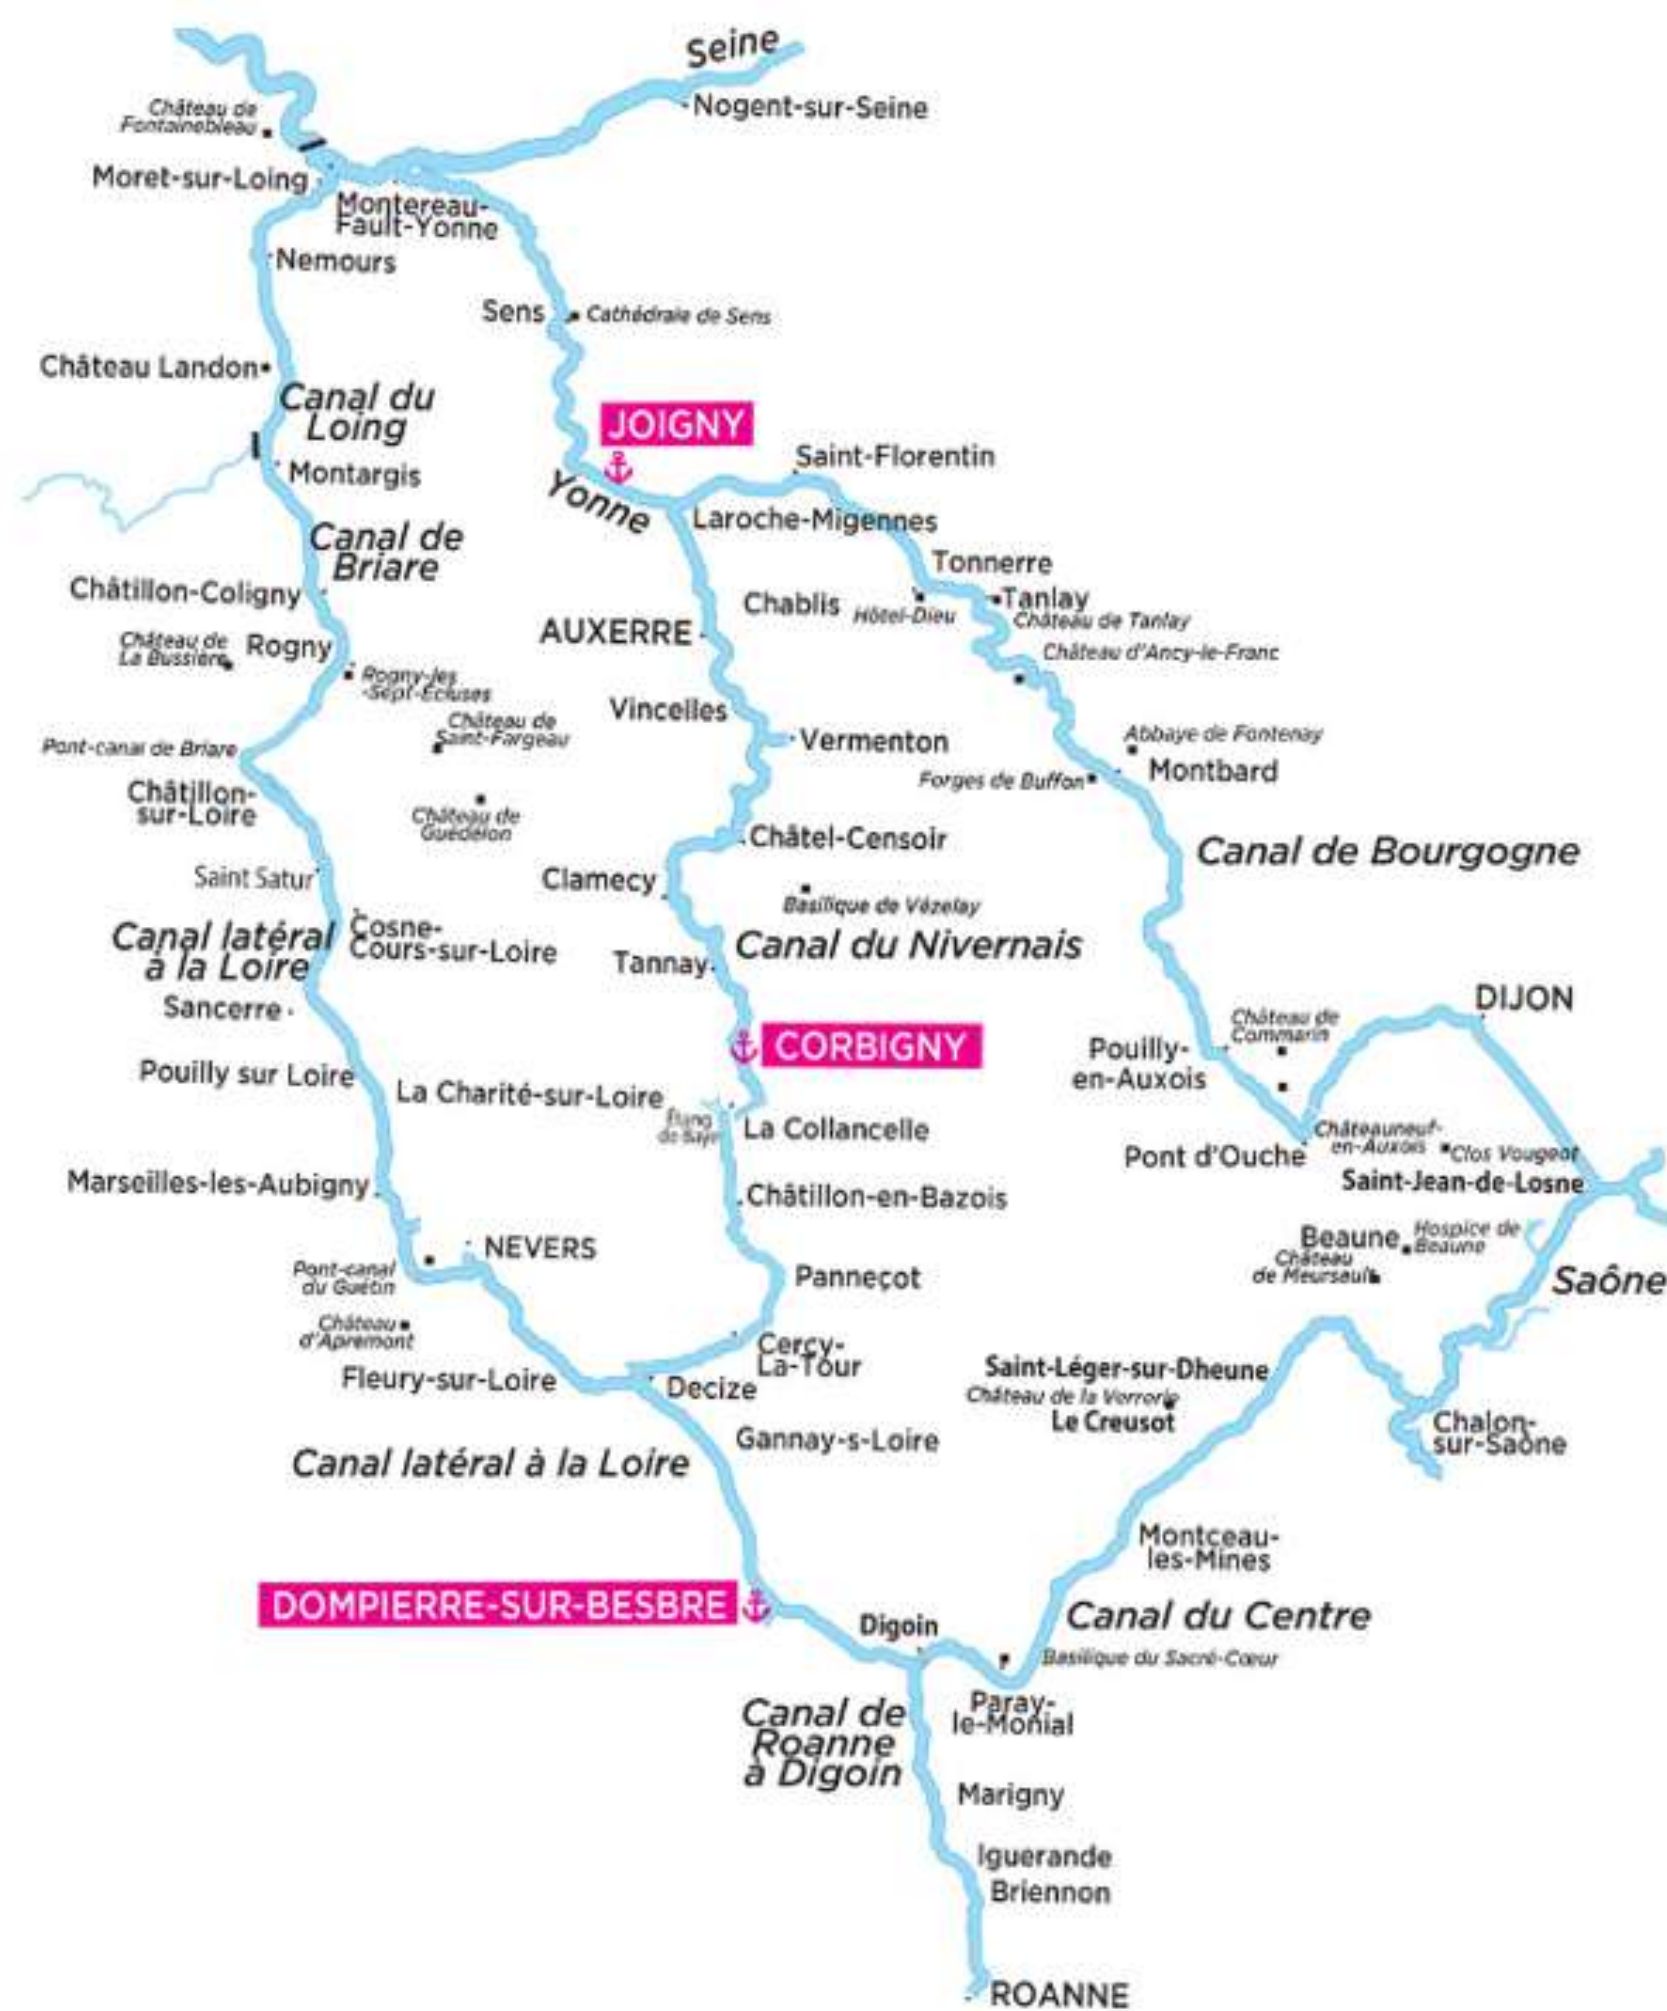 Seine
Nogent-sur-Seine
Château de
Fontainebleau
Moret-sur-Loing
Montereau-
Fault-Yonne
Nemours
Sens
Cathédrale de Sens
Château Landon
Canal du
Loing
JOIGNY
Saint-Florentin
Montargis
Yonne
Laroche-Migennes
Canal de
Briare
Tonnerre
Châtillon-Coligny
Chablis
Hôtel-Dieu
Tanlay
Château de Tanlay
AUXERRE
Château de
La Bussière
Rogny
Château d'Ancy-le-Franc
Rogny-les
-Sept-Écluses
Vincelles
Château de
Saint-Fargeau
Vermenton
Abbaye de Fontenay
Pont-canal de Briare
Forges de Buffon
Montbard
Châtillon-
sur-Loire
Château de
Guédelon
Châtel-Censoir
Canal de Bourgogne
Saint Satur
Clamecy
Basilique de Vézelay
Canal latéral
à la Loire
Cosne-
Cours-sur-Loire
Canal du Nivernais
Tannay
Sancerre
DIJON
Château de
Commarin
CORBIGNY
Pouilly-
en-Auxois
Pouilly sur Loire
La Charité-sur-Loire
Étang
de Baye
La Collancelle
Châteauneuf-
en-Auxois
Clos Vougeot
Pont d'Ouche
Marseilles-les-Aubigny
Saint-Jean-de-Losne
Châtillon-en-Bazois
NEVERS
Beaune
Hospice de
Beaune
Château
de Meursault
Pont-canal
du Guétin
Panneçot
Saône
Château
d'Apremont
Cercy-
La-Tour
Fleury-sur-Loire
Decize
Saint-Léger-sur-Dheune
Château de la Verrerie
Le Creusot
Gannay-s-Loire
Chalon-
sur-Saône
Canal latéral à la Loire
Montceau-
les-Mines
DOMPIERRE-SUR-BESBRE
Digoin
Canal du Centre
Basilique du Sacré-Cœur
Canal de
Roanne
à Digoin
Paray-
le-Monial
Marigny
Iguerande
Briennon
ROANNE